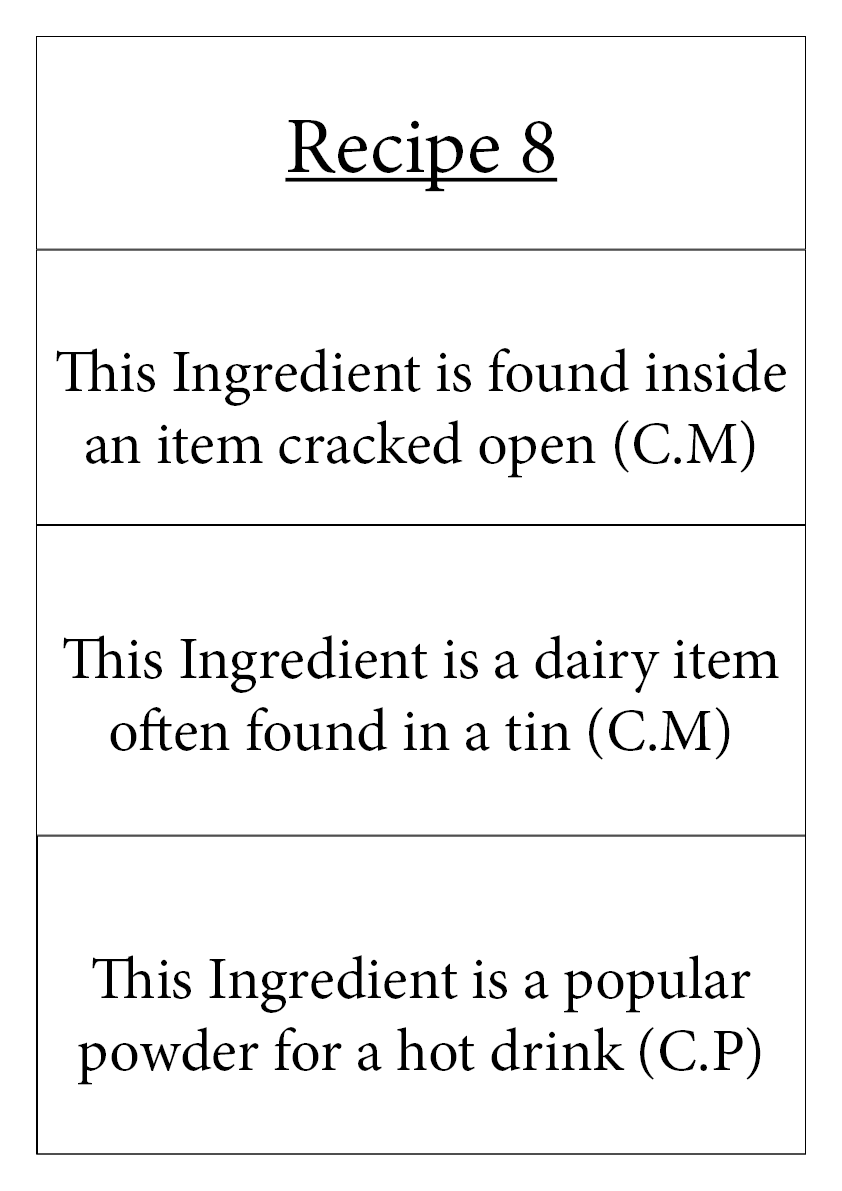 Recipe 8
This Ingredient is found inside
an item cracked open (C.M)
This Ingredient is a dairy item
often found in a tin (C.M)
This Ingredient is a popular
powder for a hot drink (C.P)